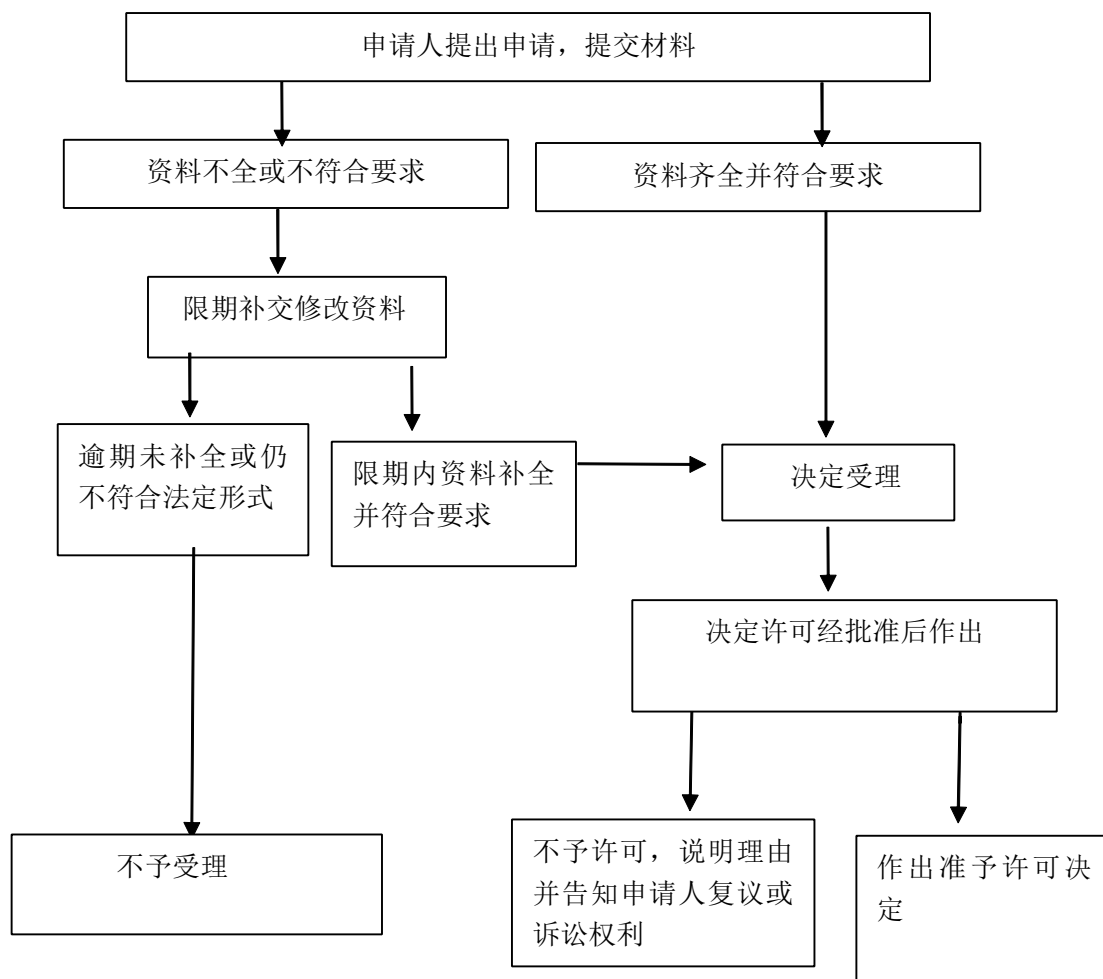 申请人提出申请，提交材料
资料不全或不符合要求
资料齐全并符合要求
限期补交修改资料
逾期未补全或仍
不符合法定形式
限期内资料补全
并符合要求
决定受理
决定许可经批准后作出
不予受理
不予许可，说明理由
并告知申请人复议或
诉讼权利
作出准予许可决
定